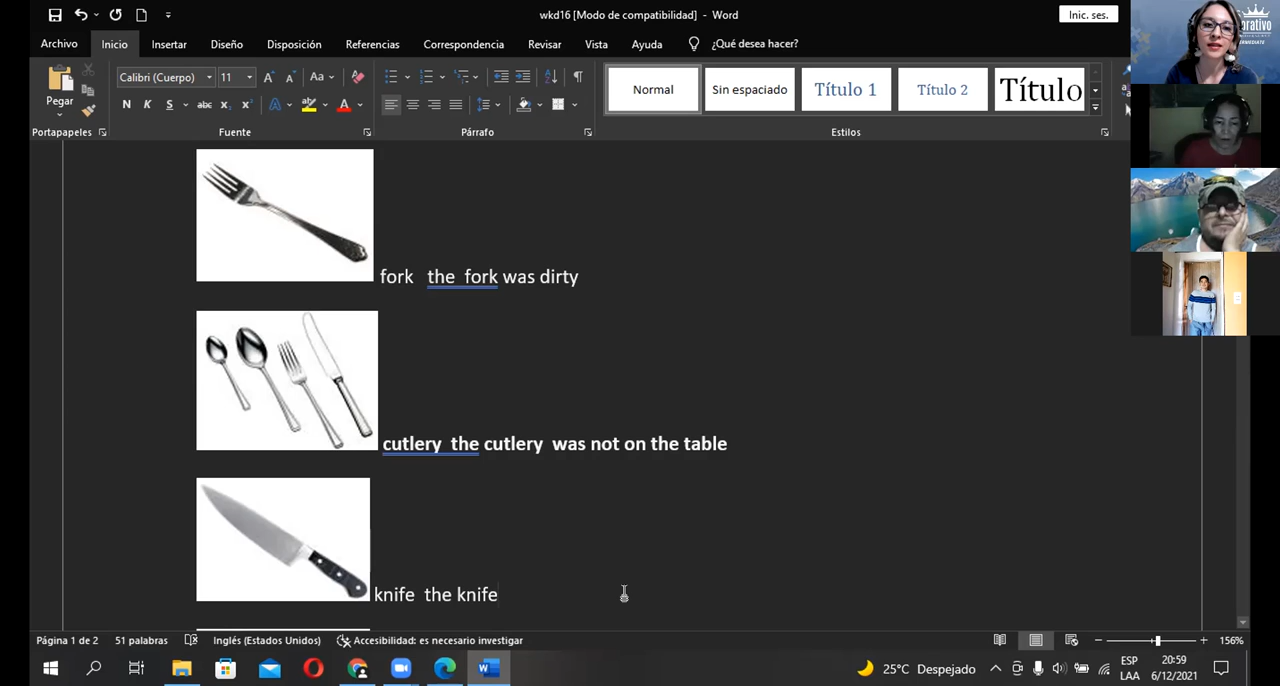 wkd16 [Modo de compatibilidad] - Word
Inic. ses.
Archivo Inicio Insertar Diseño Disposición Referencias Correspondencia Revisar Vista Ayuda ¿Qué desea hacer?
Pegar
Calibri (Cuerpo) 11
Normal Sin espaciado Título 1 Título 2 Título
Portapapeles Fuente Párrafo Estilos
fork the fork was dirty
cutlery the cutlery was not on the table
knife the knife
Página 1 de 2 51 palabras Inglés (Estados Unidos) Accesibilidad: es necesario investigar 156%
25°C Despejado ESP LAA 20:59 6/12/2021